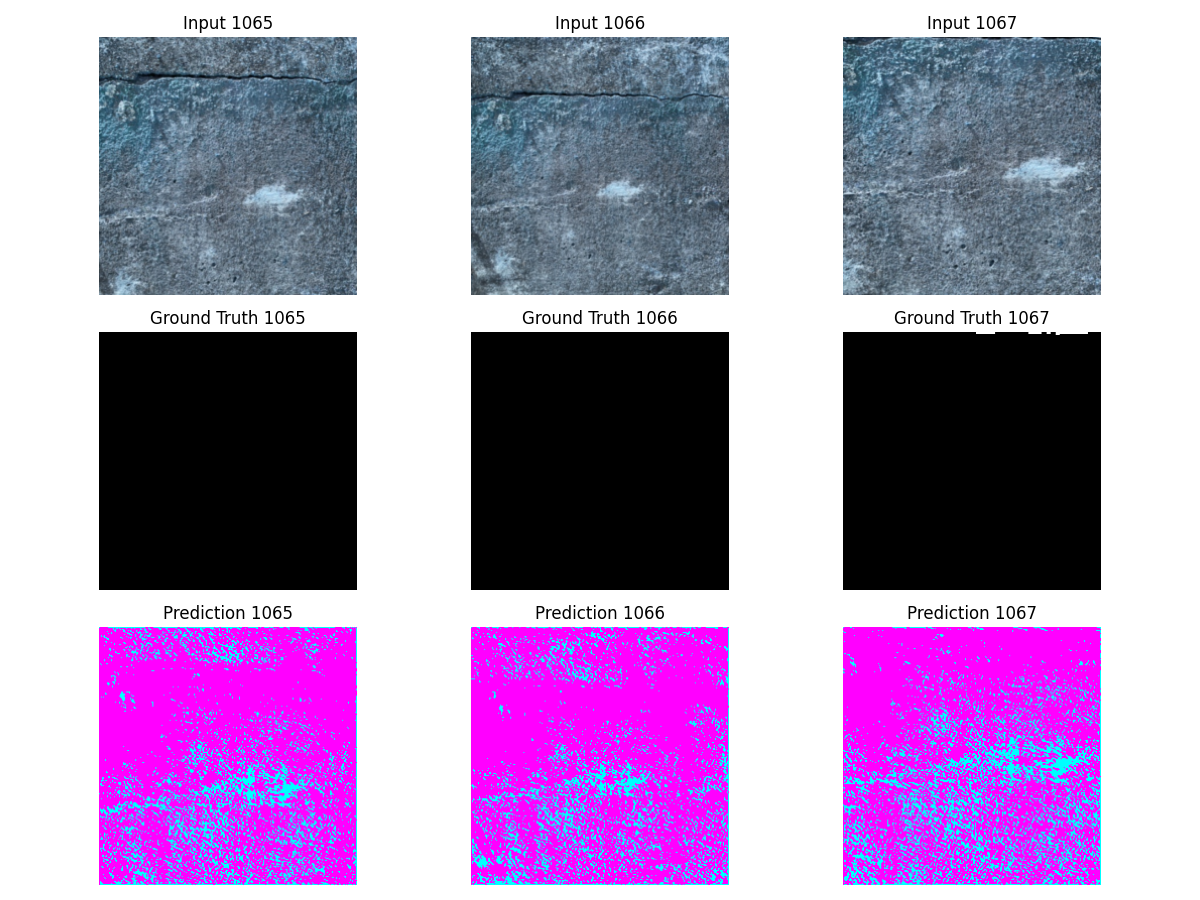 Input 1065
Input 1066
Input 1067
Ground Truth 1065
Ground Truth 1066
Ground Truth 1067
Prediction 1065
Prediction 1066
Prediction 1067